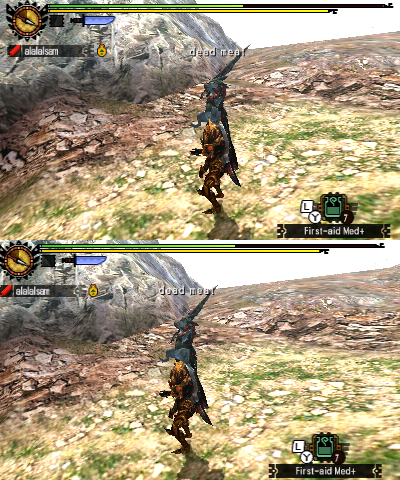 dead meat
alalalsam
L
Y
7
First-aid Med+
dead meat
alalalsam
L
Y
7
First-aid Med+